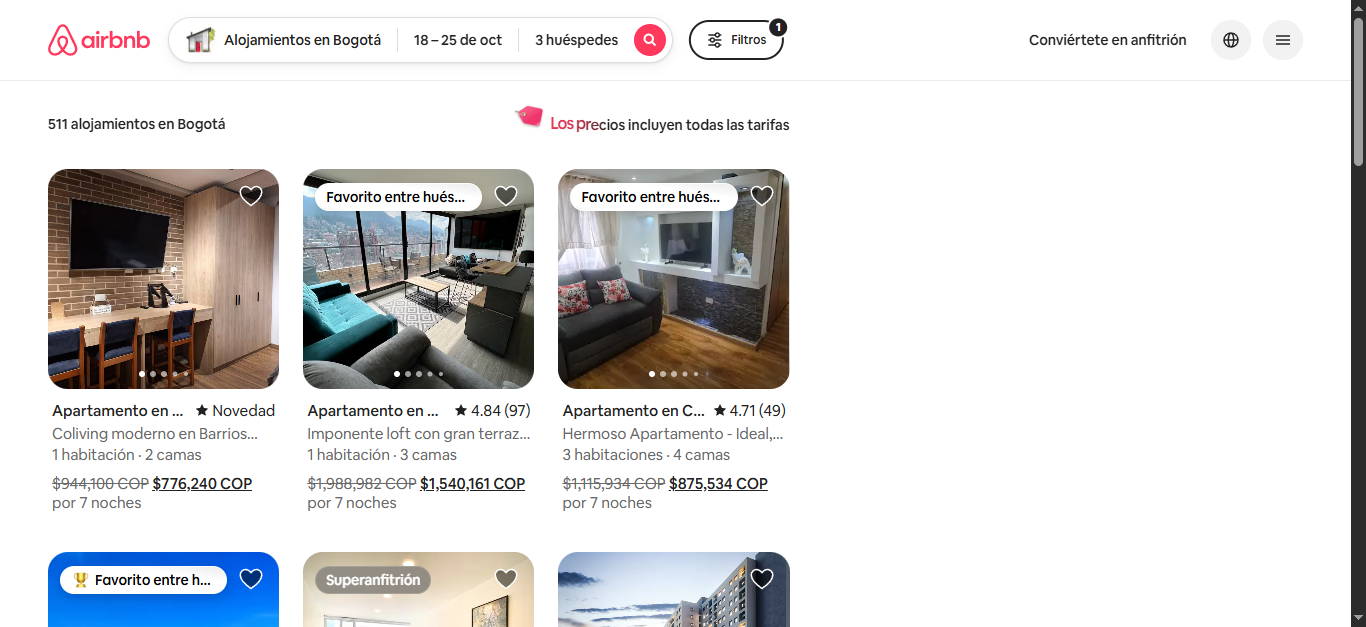 airbnb
Alojamientos en Bogotá
18 – 25 de oct
3 huéspedes
Filtros
1
Conviértete en anfitrión
511 alojamientos en Bogotá
Los precios incluyen todas las tarifas
Favorito entre hués...
Favorito entre hués...
Apartamento en ...
Novedad
Coliving moderno en Barrios...
1 habitación · 2 camas
$944,100 COP $776,240 COP
por 7 noches
Apartamento en ...
4.84 (97)
Imponente loft con gran terraz...
1 habitación · 3 camas
$1,988,982 COP $1,540,161 COP
por 7 noches
Apartamento en C...
4.71 (49)
Hermoso Apartamento - Ideal,...
3 habitaciones · 4 camas
$1,115,934 COP $875,534 COP
por 7 noches
Favorito entre h...
Superanfitrión